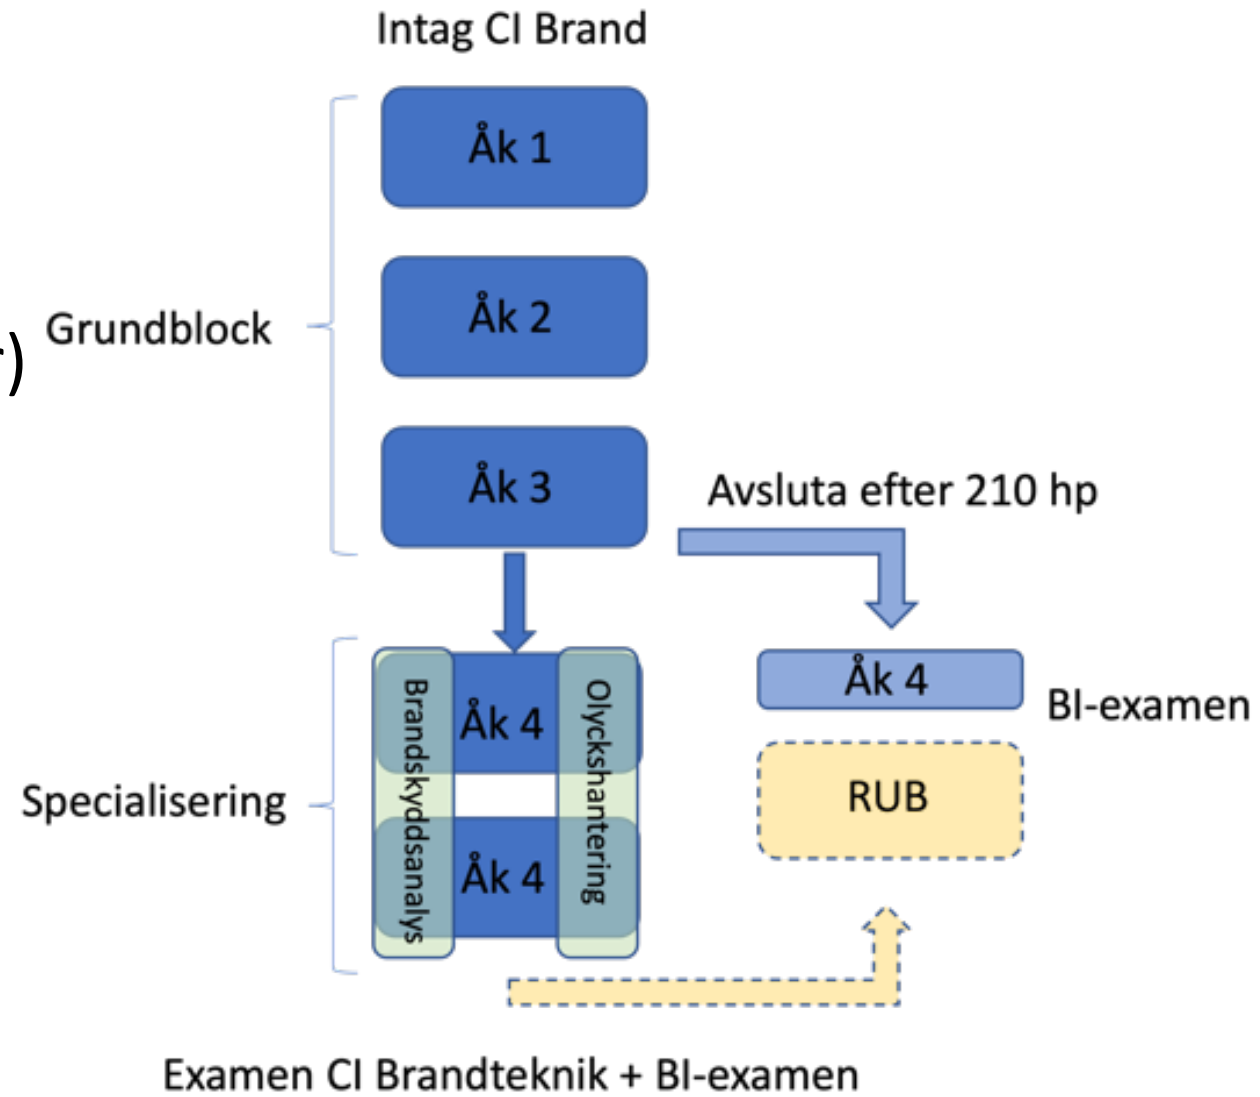 Intag CI Brand
Åk 1
Åk 2
Grundblock
r)
Åk 3
Avsluta efter 210 hp
Brandskyddsanalys
Åk 4
Olyckshantering
Åk 4
BI-examen
Specialisering
RUB
Åk 4
Examen CI Brandteknik + BI-examen